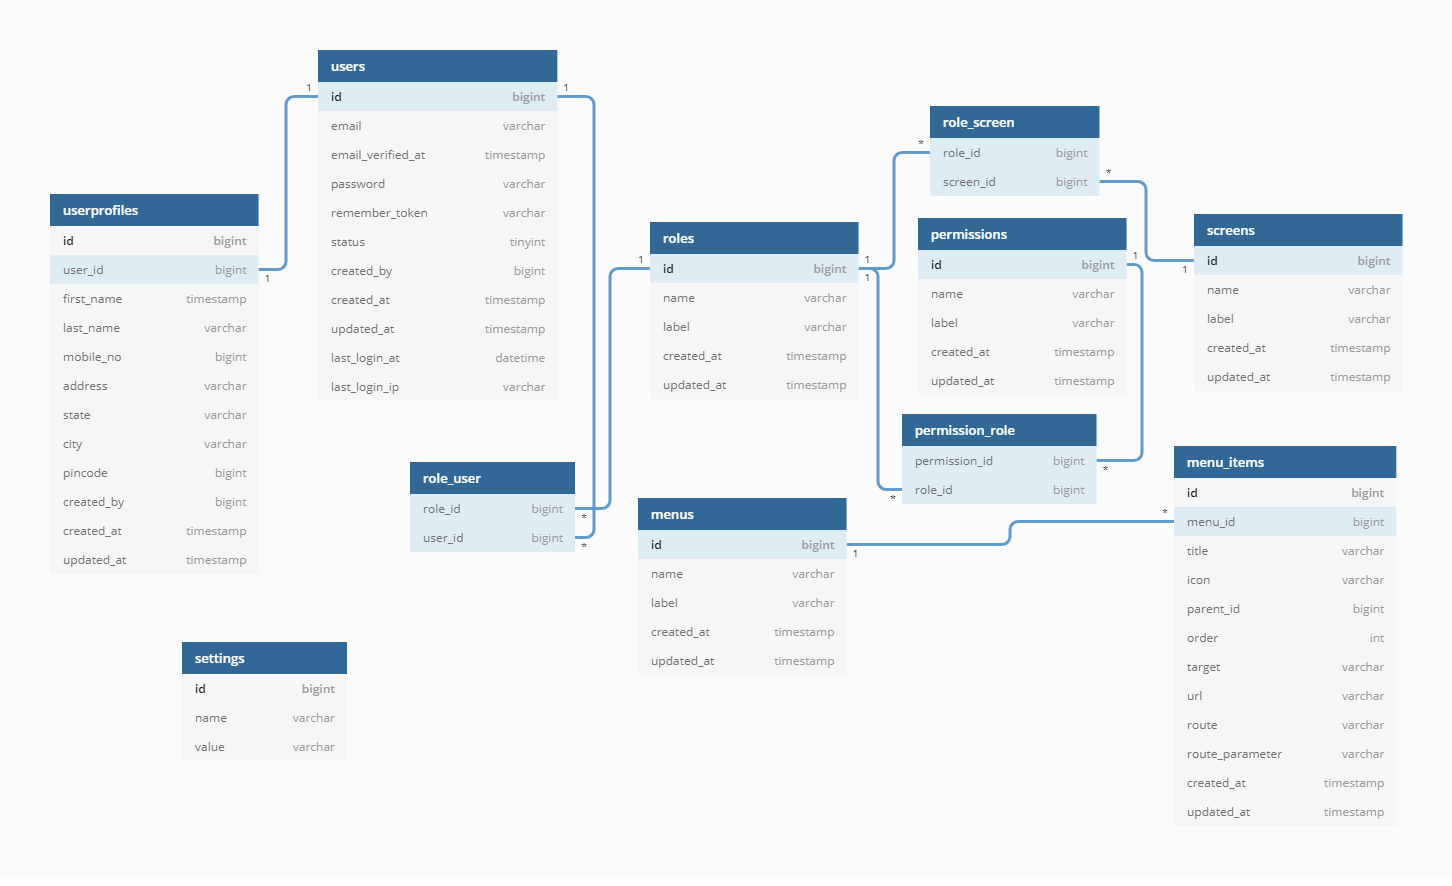 users
1
id bigint
1
email varchar
email_verified_at timestamp
password varchar
remember_token varchar
status tinyint
created_by bigint
created_at timestamp
updated_at timestamp
last_login_at datetime
last_login_ip varchar
userprofiles
id bigint
user_id bigint
1
first_name timestamp
last_name varchar
mobile_no bigint
address varchar
state varchar
city varchar
pincode bigint
created_by bigint
created_at timestamp
updated_at timestamp
role_user
role_id bigint
*
user_id bigint
*
settings
id bigint
name varchar
value varchar
roles
1
id bigint
1
1
name varchar
label varchar
created_at timestamp
updated_at timestamp
menus
id bigint
1
name varchar
label varchar
created_at timestamp
updated_at timestamp
role_screen
*
role_id bigint
screen_id bigint
*
permissions
id bigint
1
name varchar
label varchar
created_at timestamp
updated_at timestamp
permission_role
permission_id bigint
*
role_id bigint
*
screens
id bigint
1
name varchar
label varchar
created_at timestamp
updated_at timestamp
menu_items
id bigint
*
menu_id bigint
title varchar
icon varchar
parent_id bigint
order int
target varchar
url varchar
route varchar
route_parameter varchar
created_at timestamp
updated_at timestamp